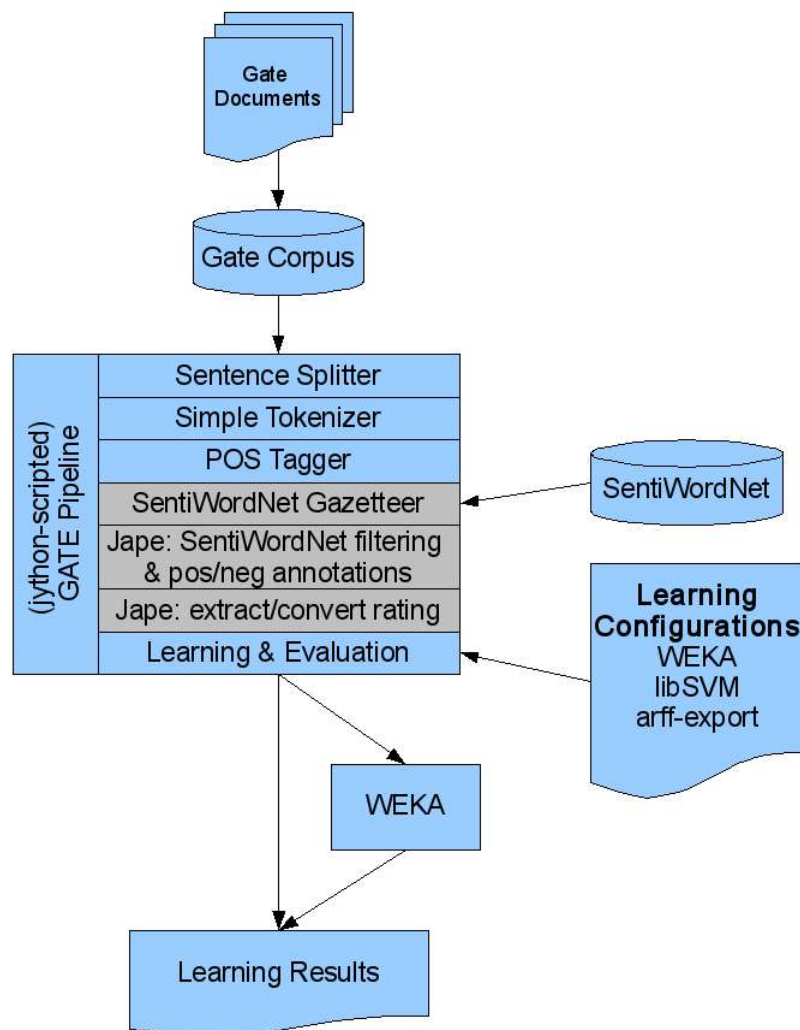 Gate
Documents
Gate Corpus
(jython-scripted)
GATE Pipeline
Sentence Splitter
Simple Tokenizer
POS Tagger
SentiWordNet Gazetteer
Jape: SentiWordNet filtering
& pos/neg annotations
Jape: extract/convert rating
Learning & Evaluation
SentiWordNet
Learning
Configurations
WEKA
libSVM
arff-export
WEKA
Learning Results